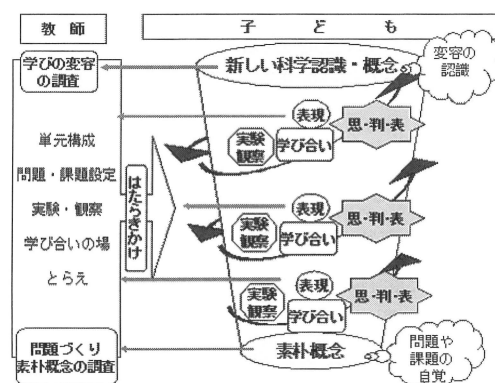 教師
子ども
学びの変容
の調査
新しい科学認識・概念
変容の
認識
表現
思・判・表
実験
観察
学び合い
単元構成
問題・課題設定
実験・観察
学び合いの場
とらえ
はたらきかけ
表現
思・判・表
実験
観察
学び合い
表現
思・判・表
実験
観察
学び合い
問題づくり
素朴概念の調査
素朴概念
問題や
課題の
自覚